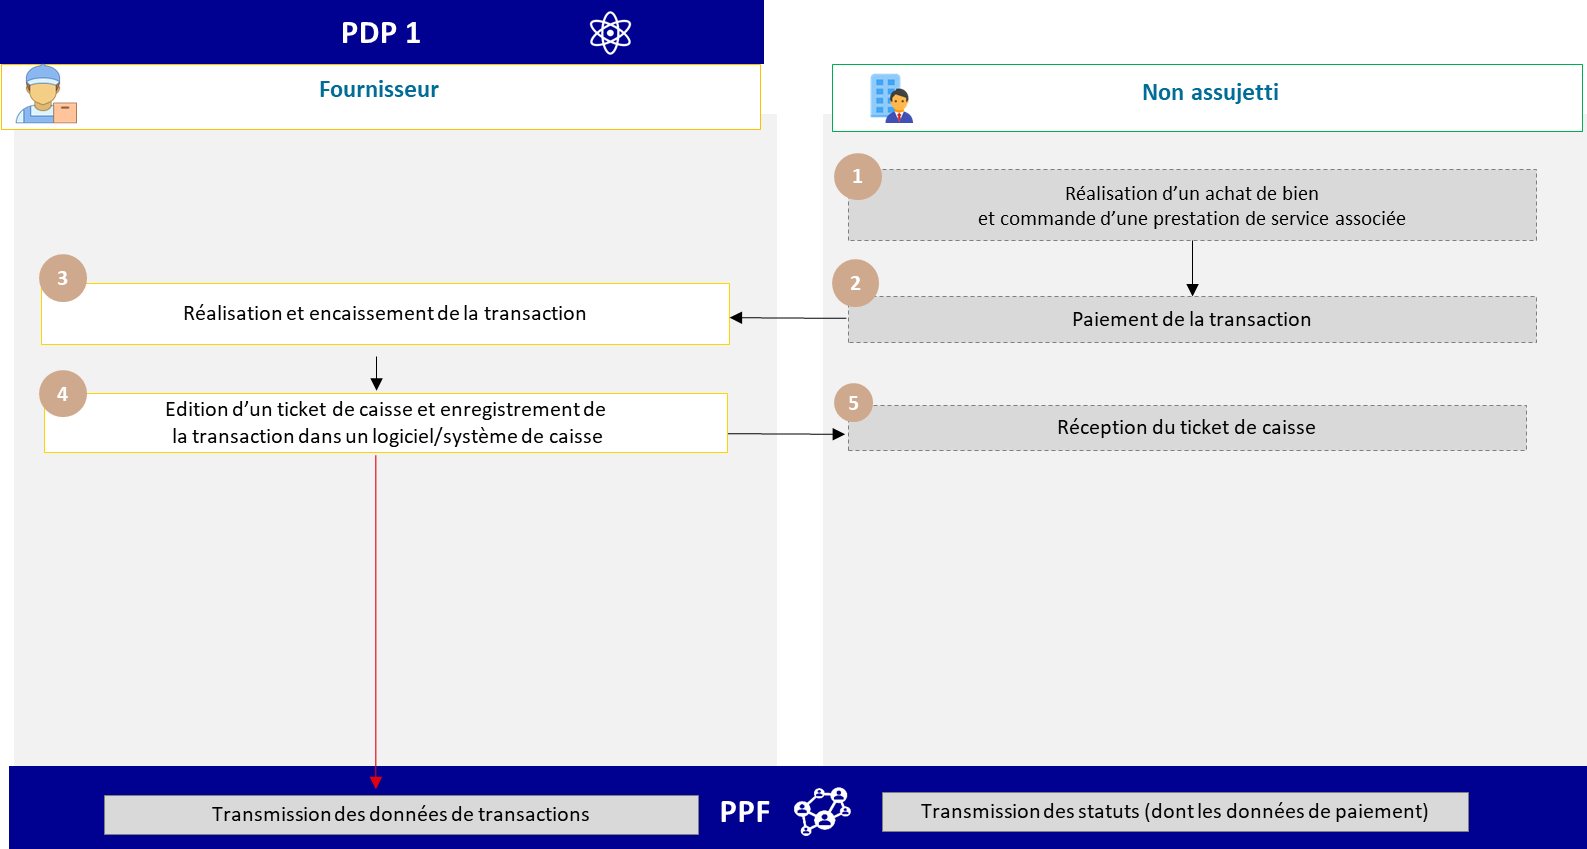 PDP 1
Fournisseur
Non assujetti
1
Réalisation d’un achat de bien
et commande d’une prestation de service associée
2
Paiement de la transaction
3
Réalisation et encaissement de la transaction
4
Edition d’un ticket de caisse et enregistrement de
la transaction dans un logiciel/système de caisse
5
Réception du ticket de caisse
Transmission des données de transactions
PPF
Transmission des statuts (dont les données de paiement)